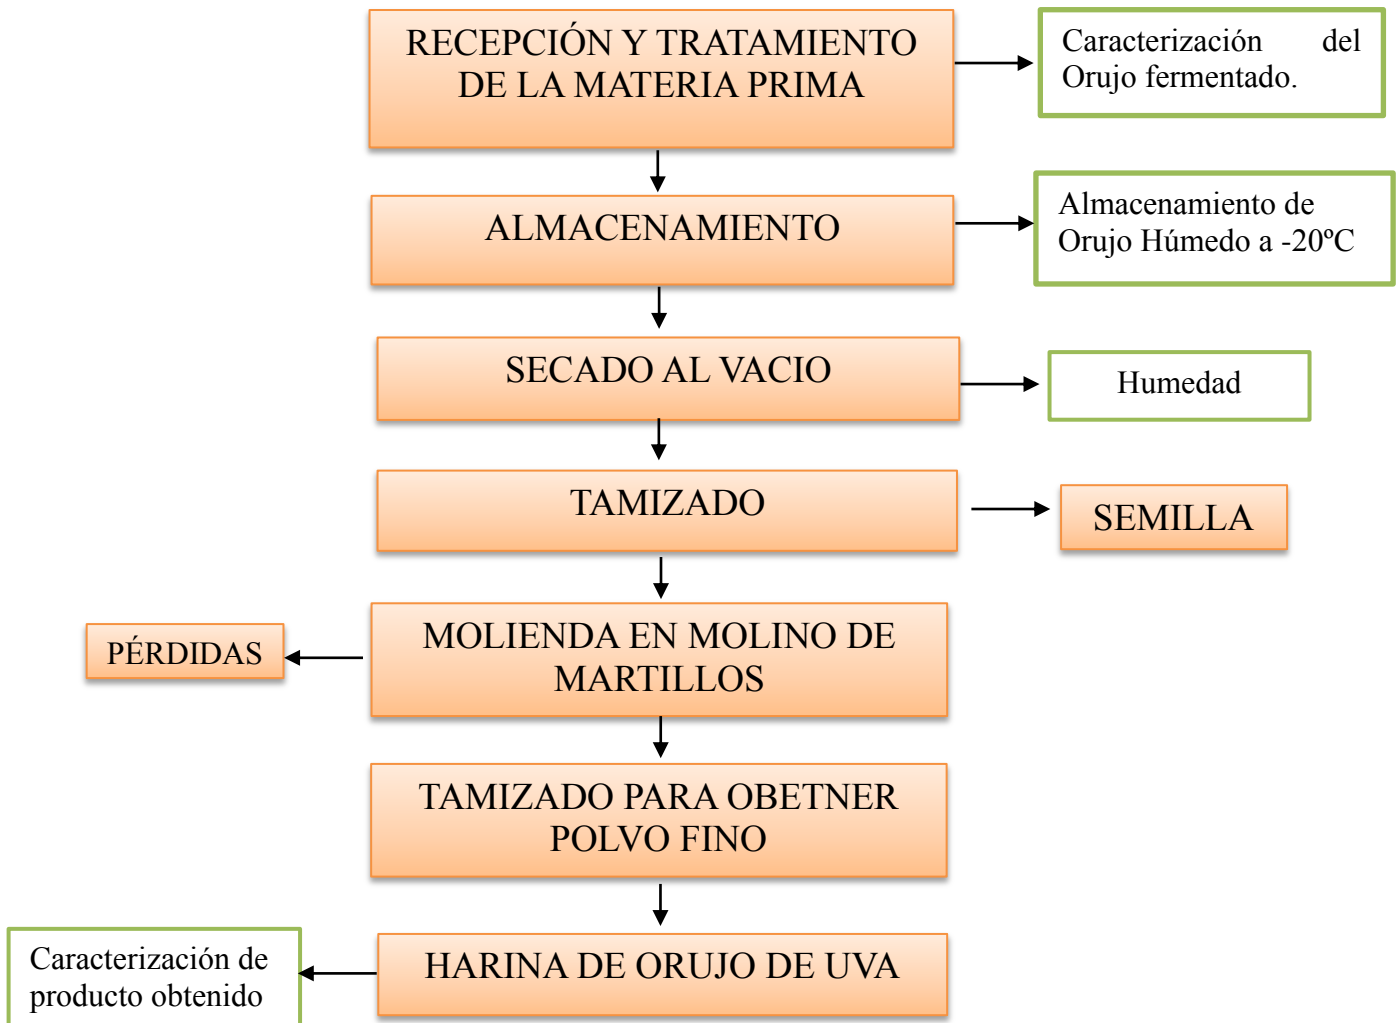 RECEPCIÓN Y TRATAMIENTO
DE LA MATERIA PRIMA
Caracterización del
Orujo fermentado.
ALMACENAMIENTO
Almacenamiento de
Orujo Húmedo a -20ºC
SECADO AL VACIO
Humedad
TAMIZADO
SEMILLA
MOLIENDA EN MOLINO DE
MARTILLOS
PÉRDIDAS
TAMIZADO PARA OBETNER
POLVO FINO
HARINA DE ORUJO DE UVA
Caracterización de
producto obtenido